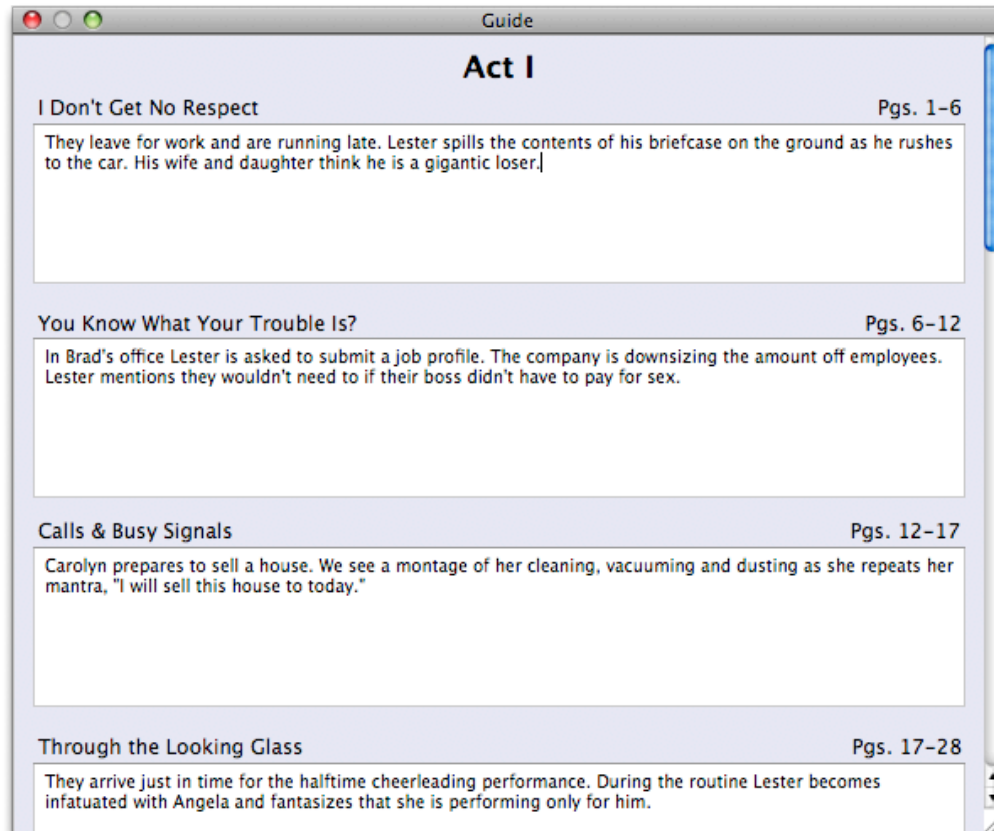 Guide
Act I
I Don't Get No Respect Pgs. 1-6
They leave for work and are running late. Lester spills the contents of his briefcase on the ground as he rushes
to the car. His wife and daughter think he is a gigantic loser.
You Know What Your Trouble Is? Pgs. 6-12
In Brad's office Lester is asked to submit a job profile. The company is downsizing the amount off employees.
Lester mentions they wouldn't need to if their boss didn't have to pay for sex.
Calls & Busy Signals Pgs. 12-17
Carolyn prepares to sell a house. We see a montage of her cleaning, vacuuming and dusting as she repeats her
mantra, "I will sell this house to today."
Through the Looking Glass Pgs. 17-28
They arrive just in time for the halftime cheerleading performance. During the routine Lester becomes
infatuated with Angela and fantasizes that she is performing only for him.